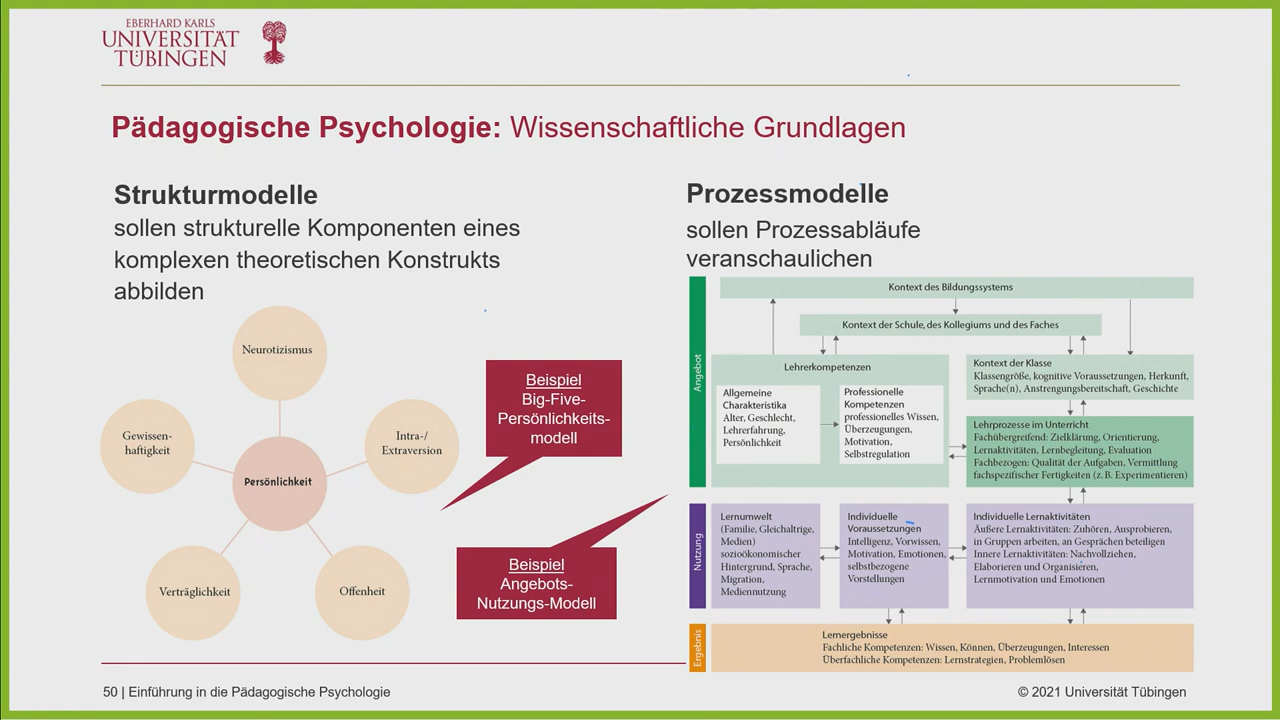 EBERHARD KARLS
UNIVERSITÄT
TÜBINGEN
Pädagogische Psychologie: Wissenschaftliche Grundlagen
Strukturmodelle
sollen strukturelle Komponenten eines
komplexen theoretischen Konstrukts
abbilden
Neurotizismus
Gewissen-
haftigkeit
Intra-/
Extraversion
Persönlichkeit
Verträglichkeit
Offenheit
Beispiel
Big-Five-
Persönlichkeits-
modell
Beispiel
Angebots-
Nutzungs-Modell
Prozessmodelle
sollen Prozessabläufe
veranschaulichen
Angebot
Kontext des Bildungssystems
Kontext der Schule, des Kollegiums und des Faches
Lehrerkompetenzen
Allgemeine
Charakteristika
Alter, Geschlecht,
Lehrerfahrung,
Persönlichkeit
Professionelle
Kompetenzen
professionelles Wissen,
Überzeugungen,
Motivation,
Selbstregulation
Kontext der Klasse
Klassengröße, kognitive Voraussetzungen, Herkunft,
Sprache(n), Anstrengungsbereitschaft, Geschichte
Lehrprozesse im Unterricht
Fachübergreifend: Zielklärung, Orientierung,
Lernaktivitäten, Lernbegleitung, Evaluation
Fachbezogen: Qualität der Aufgaben, Vermittlung
fachspezifischer Fertigkeiten (z. B. Experimentieren)
Nutzung
Lernumwelt
(Familie, Gleichaltrige,
Medien)
sozioökonomischer
Hintergrund, Sprache,
Migration,
Mediennutzung
Individuelle
Voraussetzungen
Intelligenz, Vorwissen,
Motivation, Emotionen,
selbstbezogene
Vorstellungen
Individuelle Lernaktivitäten
Äußere Lernaktivitäten: Zuhören, Ausprobieren,
in Gruppen arbeiten, an Gesprächen beteiligen
Innere Lernaktivitäten: Nachvollziehen,
Elaborieren und Organisieren,
Lernmotivation und Emotionen
Ergebnis
Lernergebnisse
Fachliche Kompetenzen: Wissen, Können, Überzeugungen, Interessen
Überfachliche Kompetenzen: Lernstrategien, Problemlösen
50 | Einführung in die Pädagogische Psychologie
© 2021 Universität Tübingen